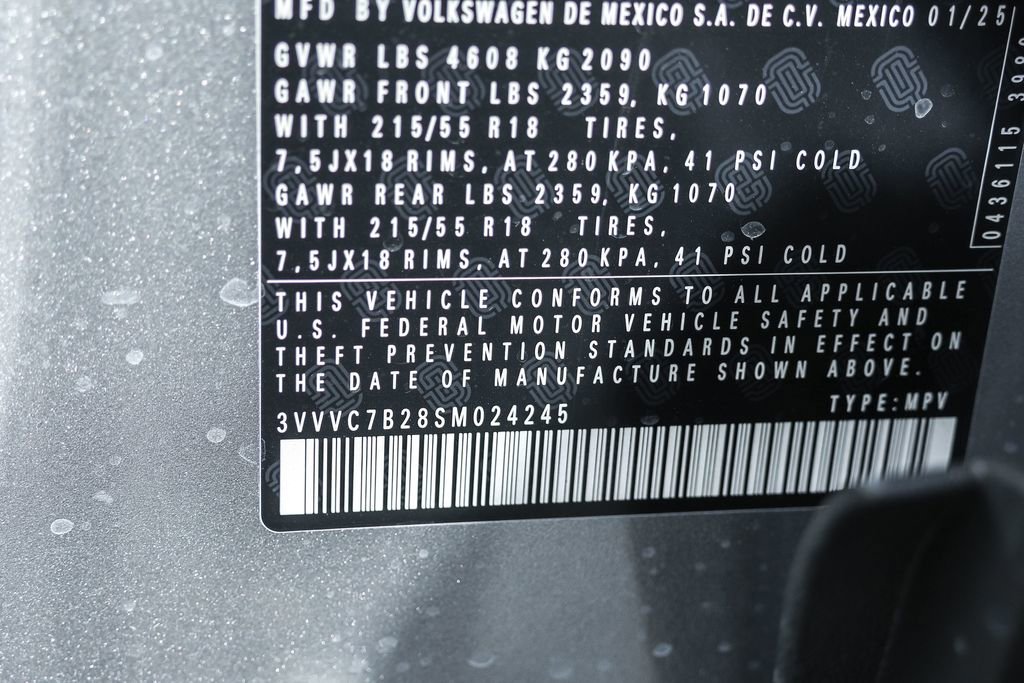 MFD BY VOLKSWAGEN DE MEXICO S.A. DE C.V. MEXICO 01/25
GVWR LBS 4608 KG 2090
GAWR FRONT LBS 2359, KG 1070
WITH 215/55 R18 TIRES,
7,5JX18 RIMS, AT 280 KPA, 41 PSI COLD
GAWR REAR LBS 2359, KG 1070
WITH 215/55 R18 TIRES,
7,5JX18 RIMS, AT 280 KPA, 41 PSI COLD
THIS VEHICLE CONFORMS TO ALL APPLICABLE
U.S. FEDERAL MOTOR VEHICLE SAFETY AND
THEFT PREVENTION STANDARDS IN EFFECT ON
THE DATE OF MANUFACTURE SHOWN ABOVE.
3VVVC7B28SM024245 TYPE:MPV
0436115